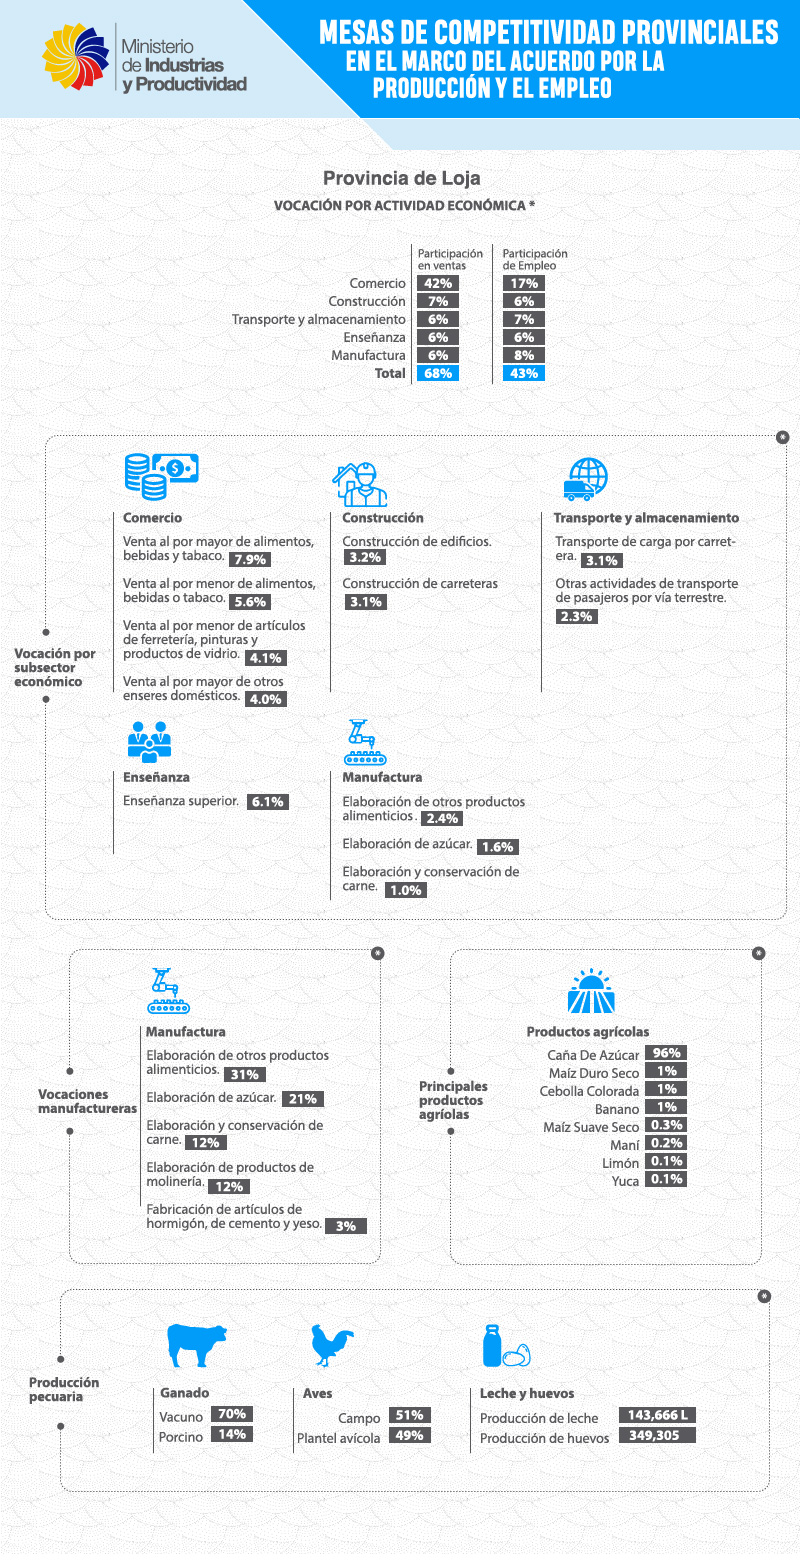 Ministerio
de Industrias
y Productividad
MESAS DE COMPETITIVIDAD PROVINCIALES
EN EL MARCO DEL ACUERDO POR LA
PRODUCCIÓN Y EL EMPLEO
Provincia de Loja
VOCACIÓN POR ACTIVIDAD ECONÓMICA *
Participación en ventas
Participación de Empleo
Comercio 42% 17%
Construcción 7% 6%
Transporte y almacenamiento 6% 7%
Enseñanza 6% 6%
Manufactura 6% 8%
Total 68% 43%
*
Vocación por
subsector
económico
Comercio
Venta al por mayor de alimentos,
bebidas y tabaco. 7.9%
Venta al por menor de alimentos,
bebidas o tabaco. 5.6%
Venta al por menor de artículos
de ferretería, pinturas y
productos de vidrio. 4.1%
Venta al por mayor de otros
enseres domésticos. 4.0%
Construcción
Construcción de edificios.
3.2%
Construcción de carreteras
3.1%
Transporte y almacenamiento
Transporte de carga por carret-
era. 3.1%
Otras actividades de transporte
de pasajeros por vía terrestre.
2.3%
Enseñanza
Enseñanza superior. 6.1%
Manufactura
Elaboración de otros productos
alimenticios. 2.4%
Elaboración de azúcar. 1.6%
Elaboración y conservación de
carne. 1.0%
*
Vocaciones
manufactureras
Manufactura
Elaboración de otros productos
alimenticios. 31%
Elaboración de azúcar. 21%
Elaboración y conservación de
carne. 12%
Elaboración de productos de
molinería. 12%
Fabricación de artículos de
hormigón, de cemento y yeso. 3%
*
Principales
productos
agríolas
Productos agrícolas
Caña De Azúcar 96%
Maíz Duro Seco 1%
Cebolla Colorada 1%
Banano 1%
Maíz Suave Seco 0.3%
Maní 0.2%
Limón 0.1%
Yuca 0.1%
*
Producción
pecuaria
Ganado
Vacuno 70%
Porcino 14%
Aves
Campo 51%
Plantel avícola 49%
Leche y huevos
Producción de leche 143,666 L
Producción de huevos 349,305